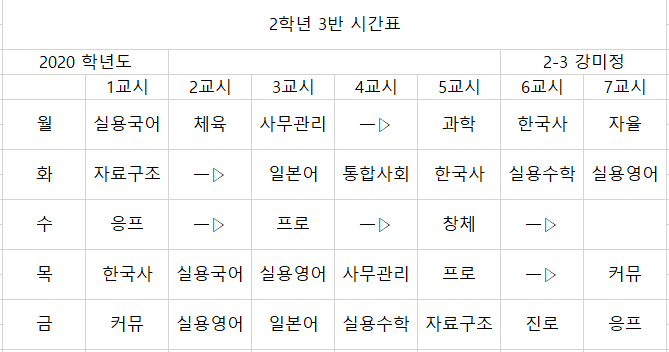 2학년 3반 시간표
2020 학년도 2-3 강미정
1교시 2교시 3교시 4교시 5교시 6교시 7교시
월 실용국어 체육 사무관리 ―▷ 과학 한국사 자율
화 자료구조 ―▷ 일본어 통합사회 한국사 실용수학 실용영어
수 응프 ―▷ 프로 ―▷ 창체 ―▷
목 한국사 실용국어 실용영어 사무관리 프로 ―▷ 커뮤
금 커뮤 실용영어 일본어 실용수학 자료구조 진로 응프